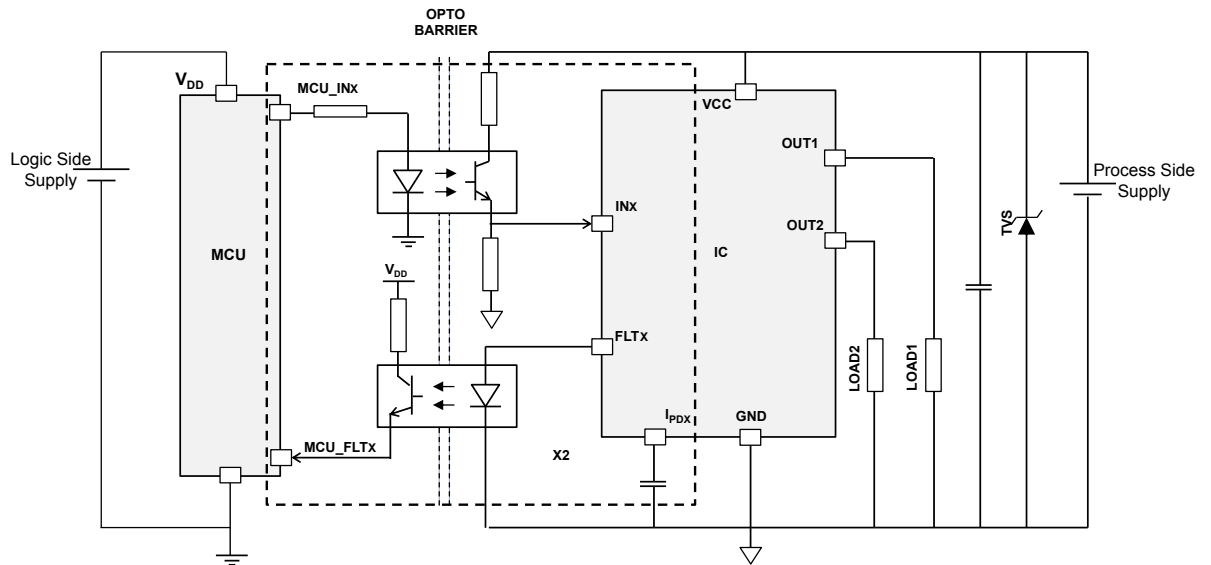 OPTO
BARRIER
VDD
MCU_INX
VCC
OUT1
Logic Side
Supply
Process Side
Supply
INX
OUT2
TVS
MCU
IC
VDD
FLTX
LOAD2
LOAD1
IPDX
GND
MCU_FLTX
X2